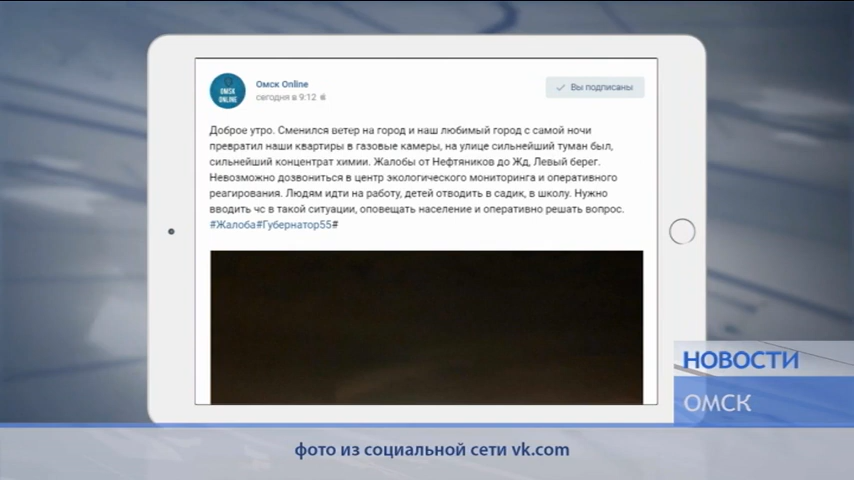 ОМСК
ONLINE
Омск Online
сегодня в 9:12
Вы подписаны
Доброе утро. Сменился ветер на город и наш любимый город с самой ночи
превратил наши квартиры в газовые камеры, на улице сильнейший туман был,
сильнейший концентрат химии. Жалобы от Нефтяников до Жд, Левый берег.
Невозможно дозвониться в центр экологического мониторинга и оперативного
реагирования. Людям идти на работу, детей отводить в садик, в школу. Нужно
вводить чс в такой ситуации, оповещать население и оперативно решать вопрос.
#Жалоба#Губернатор55#
НОВОСТИ
ОМСК
фото из социальной сети vk.com